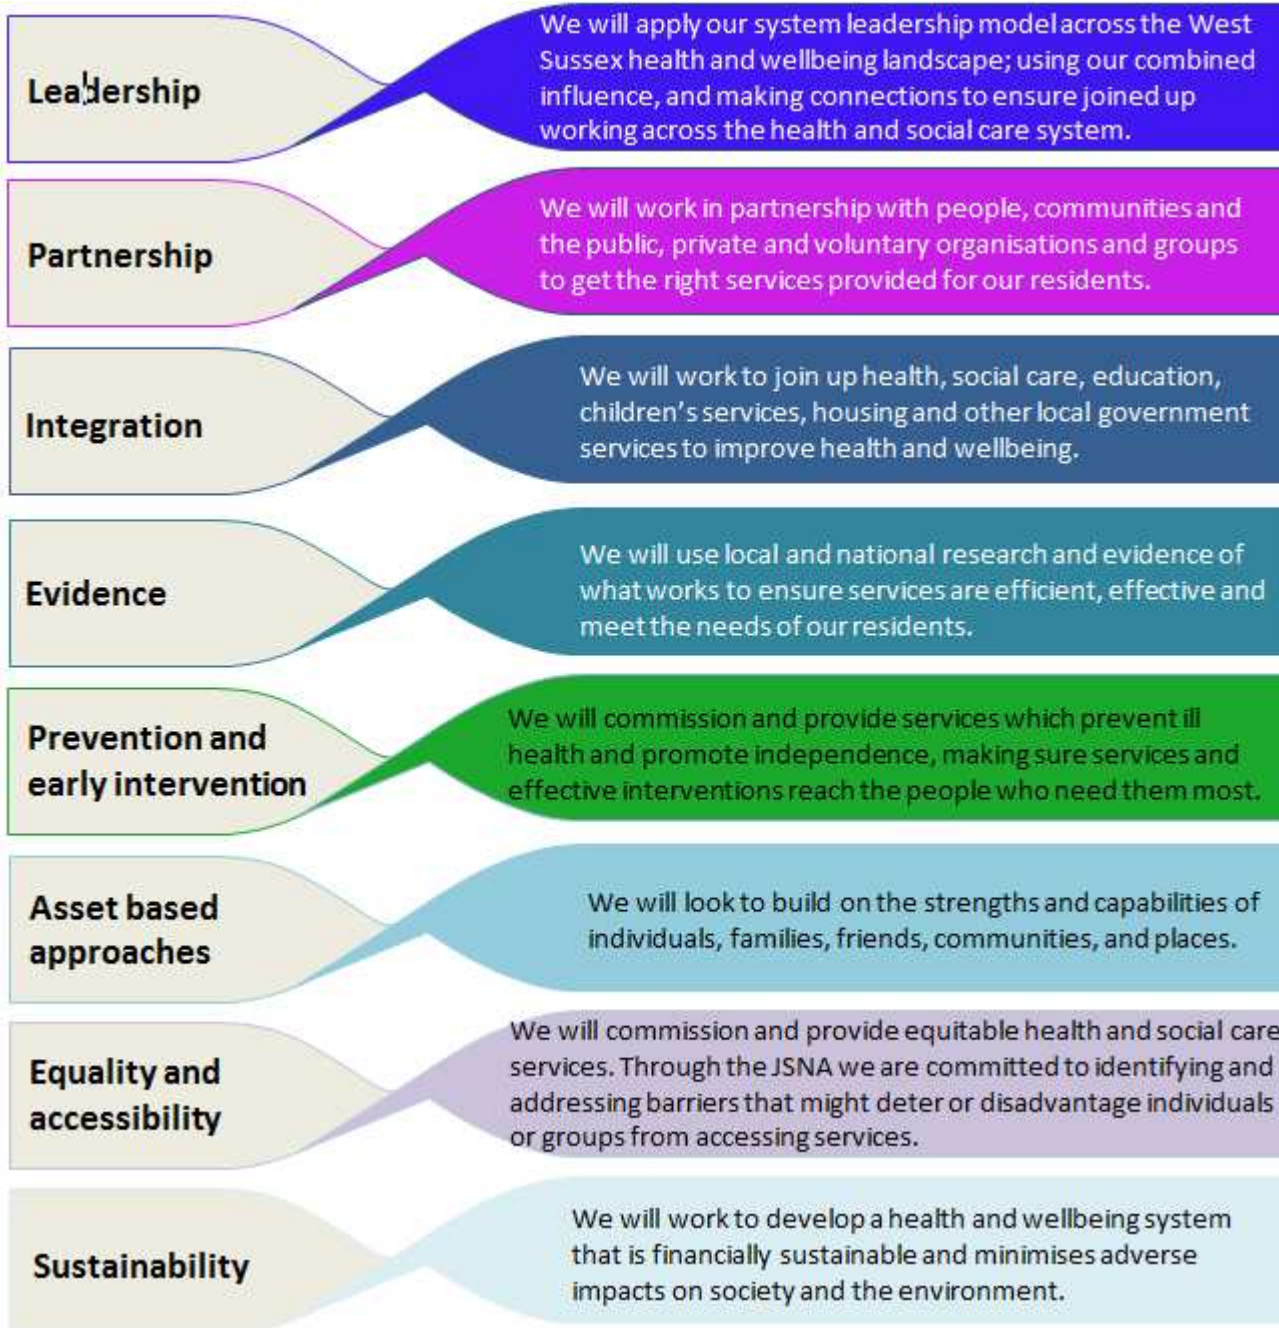 Leadership
We will apply our system leadership model across the West
Sussex health and wellbeing landscape; using our combined
influence, and making connections to ensure joined up
working across the health and social care system.
Partnership
We will work in partnership with people, communities and
the public, private and voluntary organisations and groups
to get the right services provided for our residents.
Integration
We will work to join up health, social care, education,
children's services, housing and other local government
services to improve health and wellbeing.
Evidence
We will use local and national research and evidence of
what works to ensure services are efficient, effective and
meet the needs of our residents.
Prevention and
early intervention
We will commission and provide services which prevent ill
health and promote independence, making sure services and
effective interventions reach the people who need them most.
Asset based
approaches
We will look to build on the strengths and capabilities of
individuals, families, friends, communities, and places.
Equality and
accessibility
We will commission and provide equitable health and social care
services. Through the JSNA we are committed to identifying and
addressing barriers that might deter or disadvantage individuals
or groups from accessing services.
Sustainability
We will work to develop a health and wellbeing system
that is financially sustainable and minimises adverse
impacts on society and the environment.